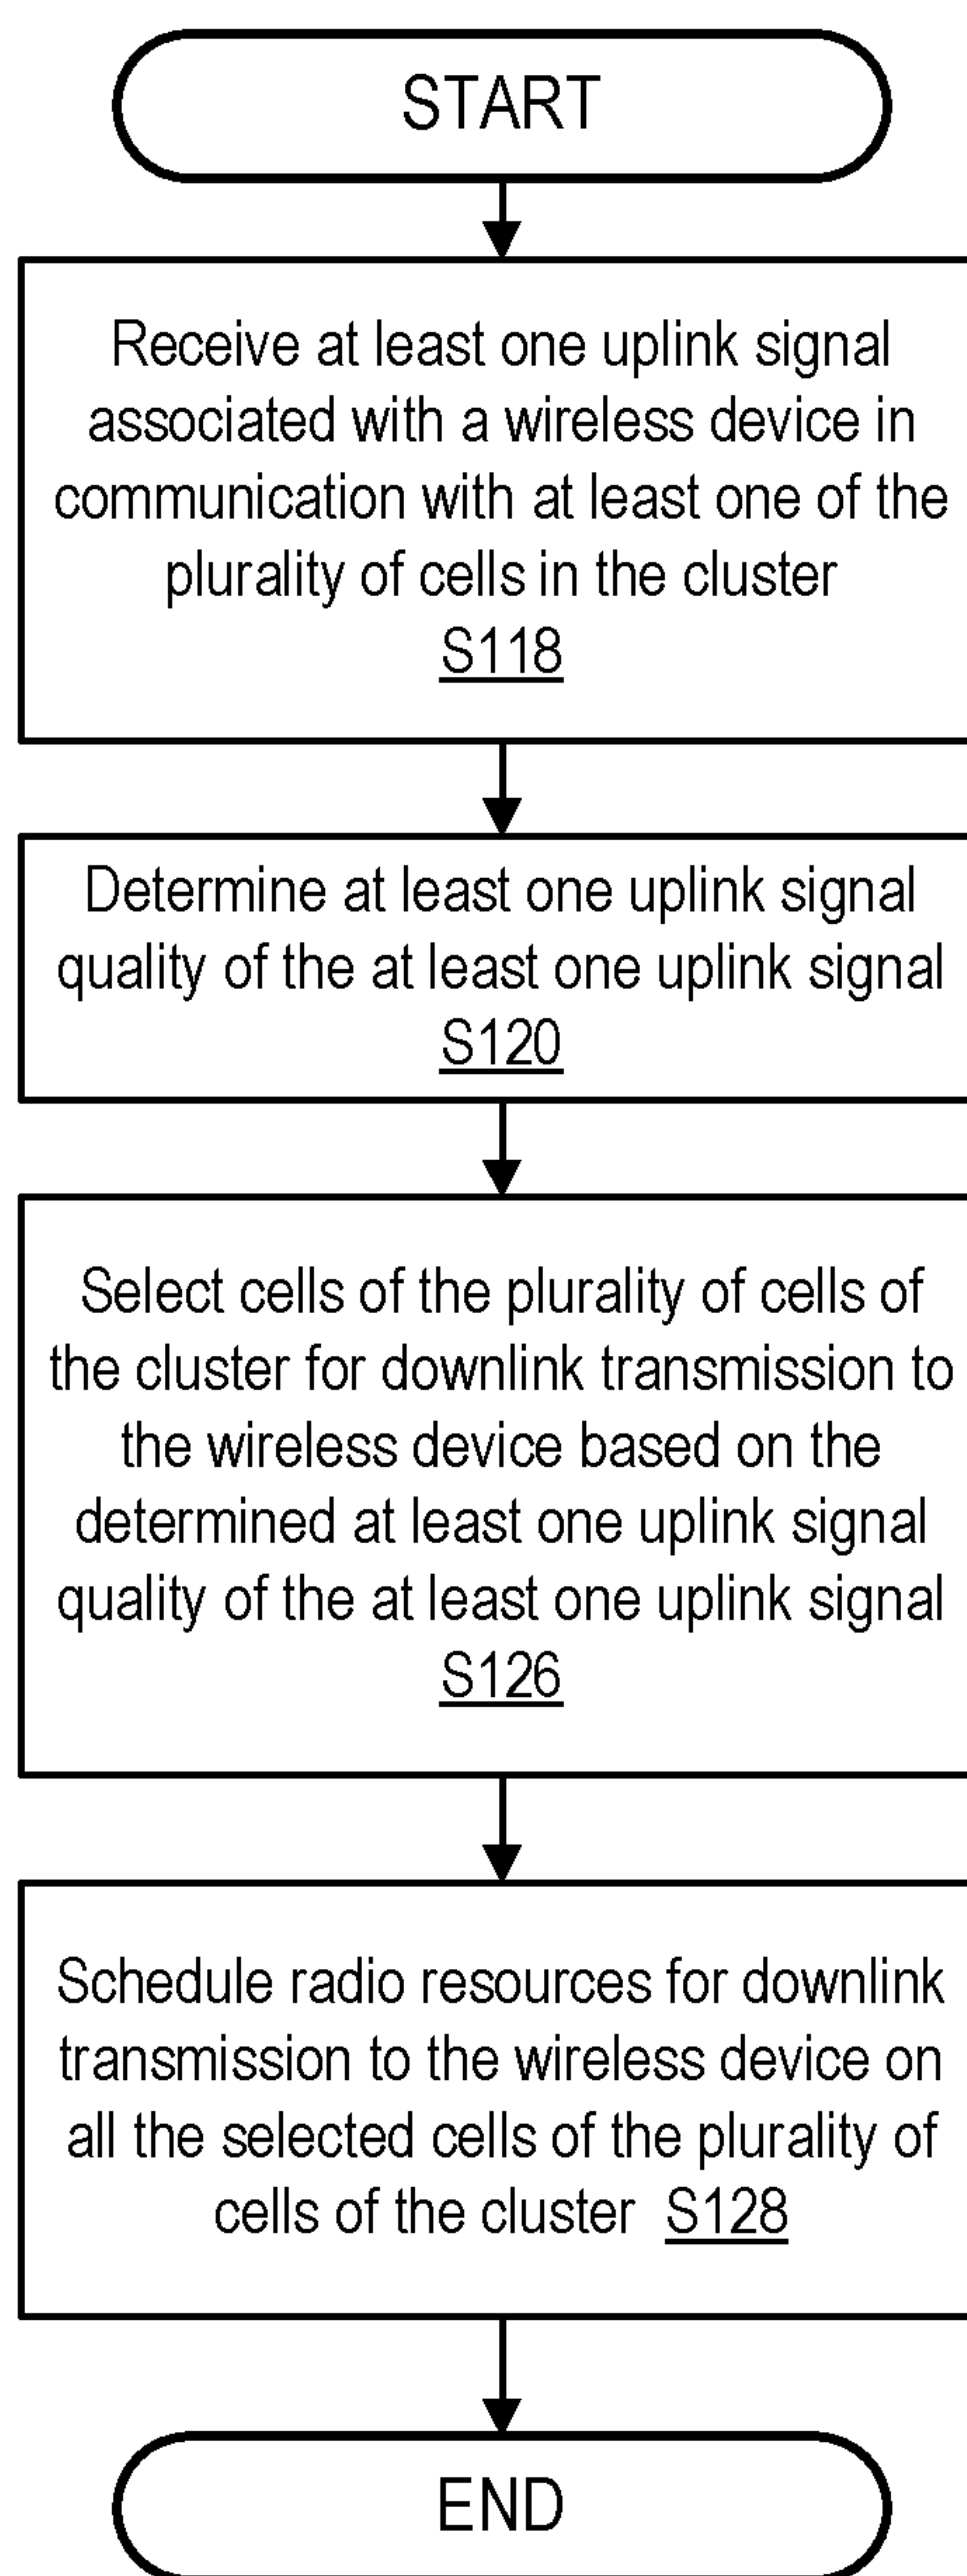 START
Receive at least one uplink signal
associated with a wireless device in
communication with at least one of the
plurality of cells in the cluster
S118
Determine at least one uplink signal
quality of the at least one uplink signal
S120
Select cells of the plurality of cells of
the cluster for downlink transmission to
the wireless device based on the
determined at least one uplink signal
quality of the at least one uplink signal
S126
Schedule radio resources for downlink
transmission to the wireless device on
all the selected cells of the plurality of
cells of the cluster S128
END